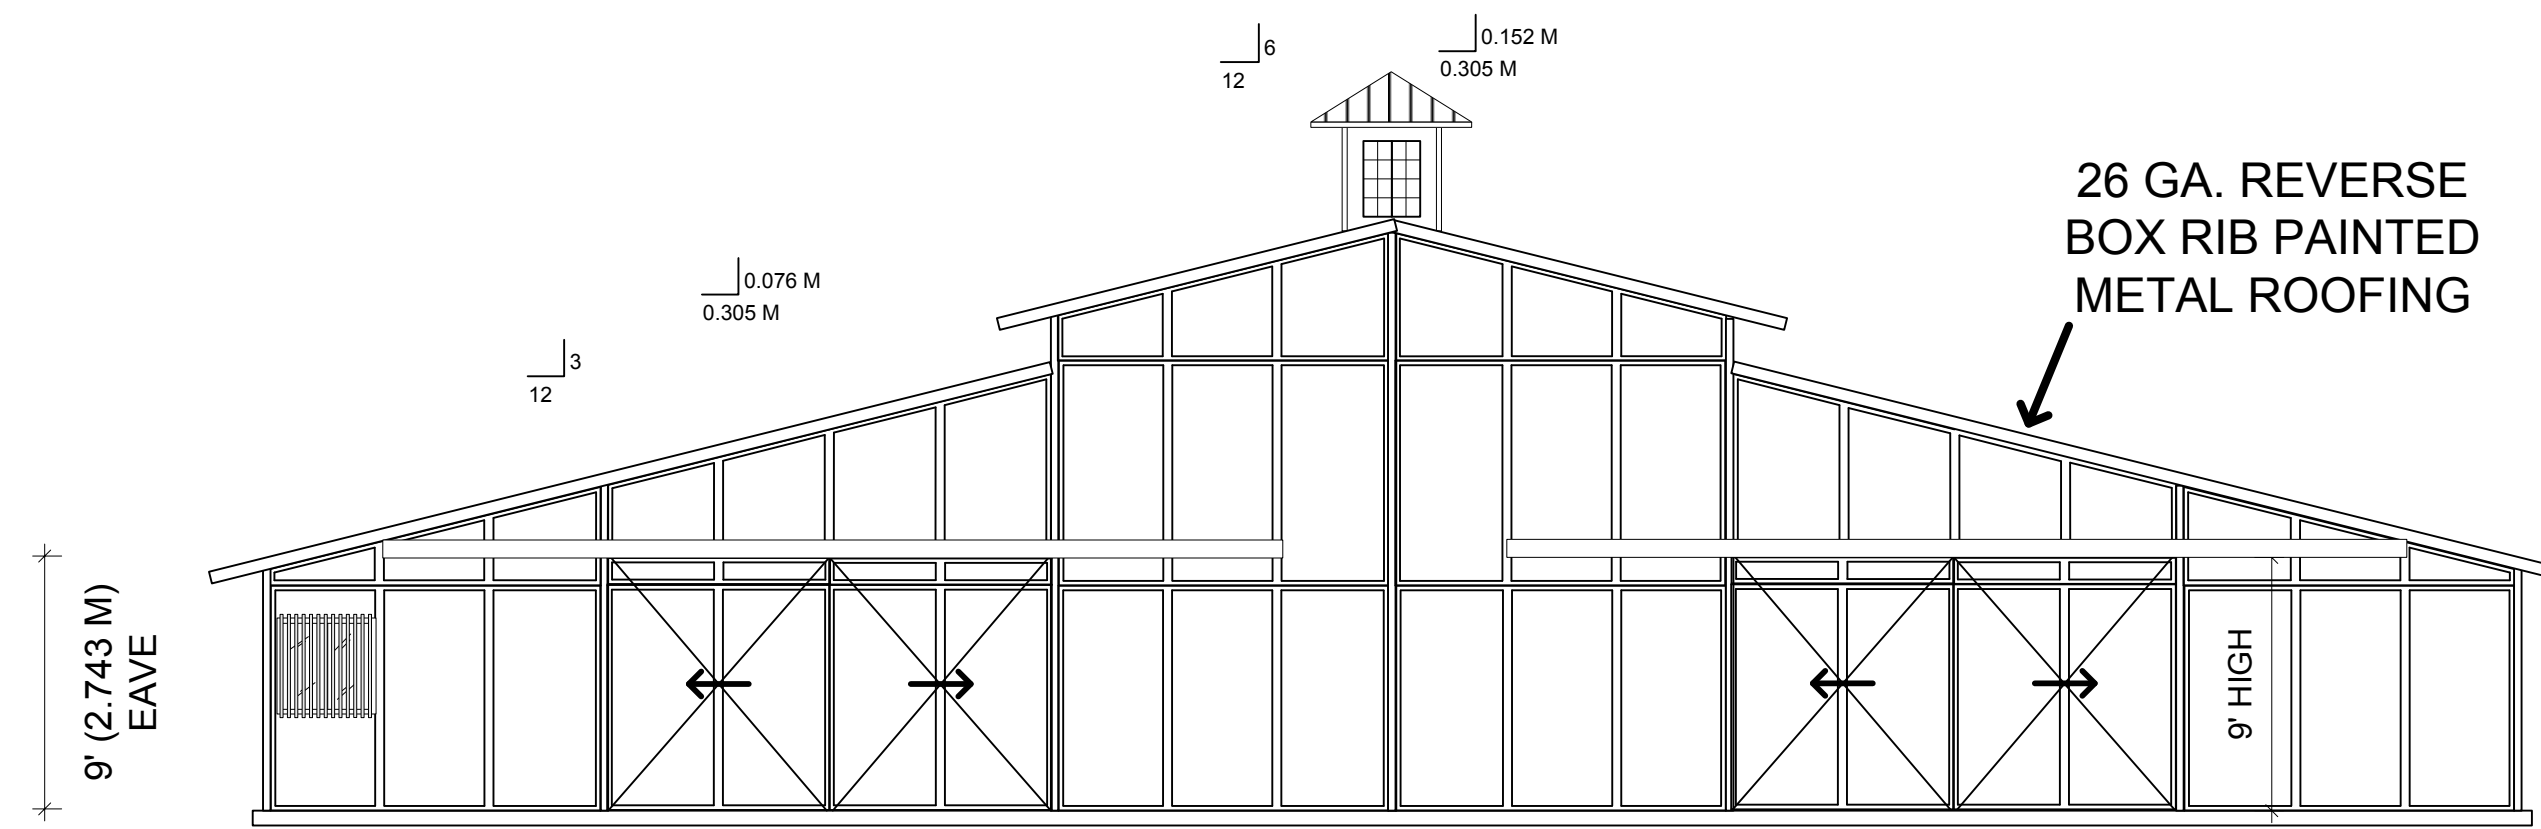 6
12
0.152 M
0.305 M
26 GA. REVERSE
BOX RIB PAINTED
METAL ROOFING
0.076 M
0.305 M
3
12
9' (2.743 M)
EAVE
9' HIGH